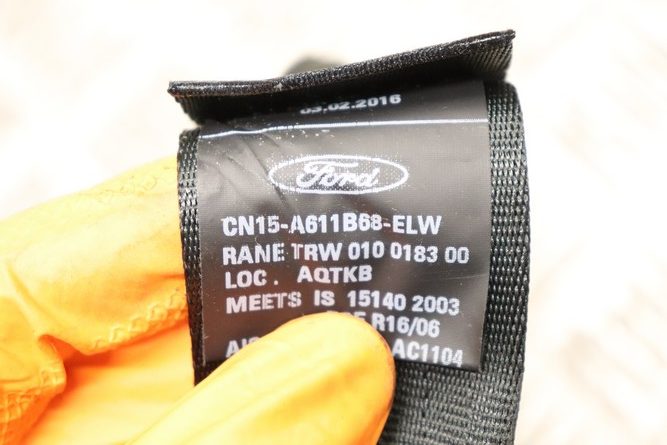 03.02.2016
Ford
CN15-A611B68-ELW
RANE TRW 010 0183 00
LOC. AQTKB
MEETS IS 15140 2003
R16/06
AC1104